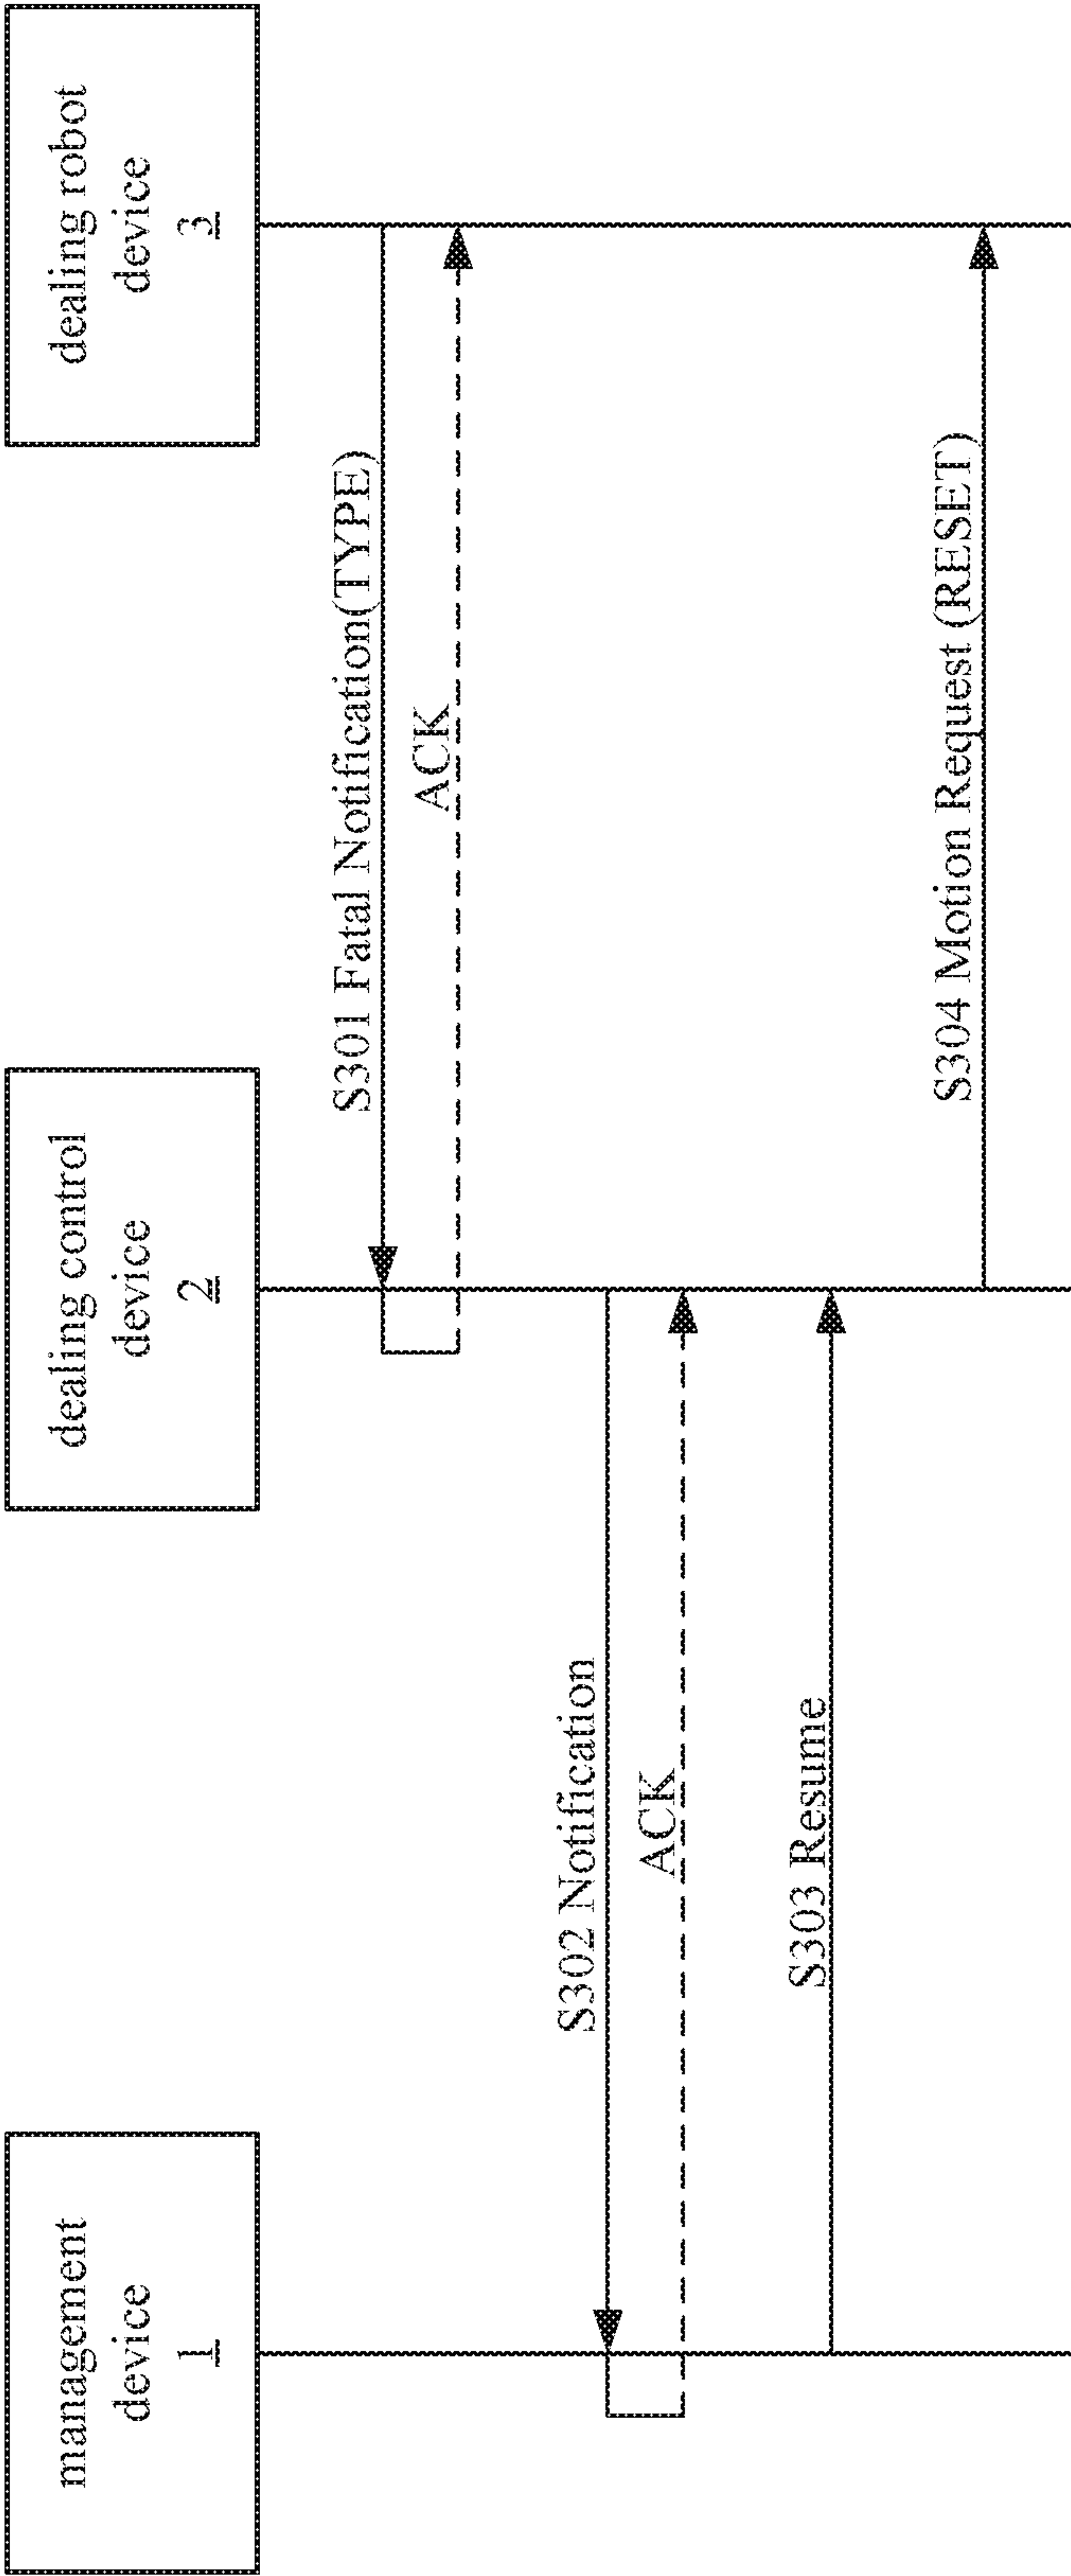 management
device
1
dealing control
device
2
dealing robot
device
3
S301 Fatal Notification(TYPE)
ACK
S302 Notification
ACK
S303 Resume
S304 Motion Request (RESET)